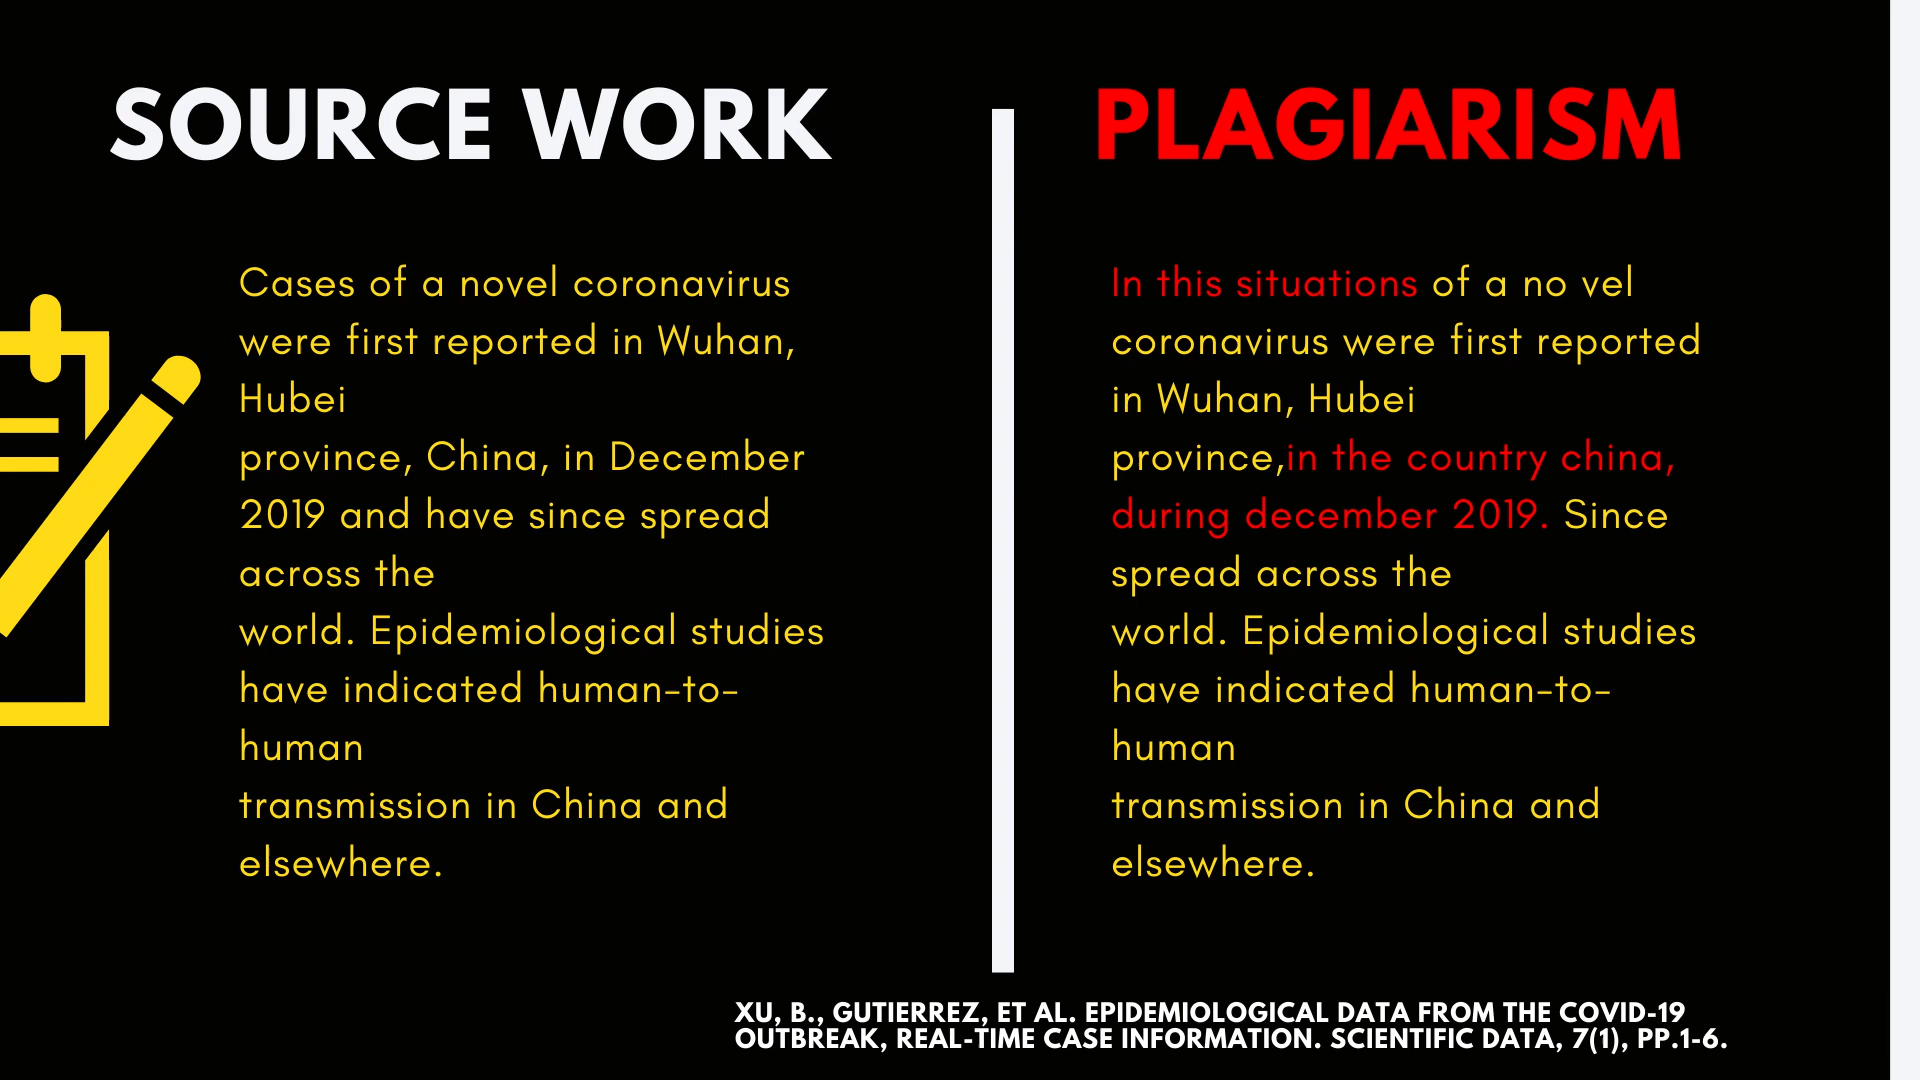 SOURCE WORK
Cases of a novel coronavirus
were first reported in Wuhan,
Hubei
province, China, in December
2019 and have since spread
across the
world. Epidemiological studies
have indicated human-to-
human
transmission in China and
elsewhere.
PLAGIARISM
In this situations of a no vel
coronavirus were first reported
in Wuhan, Hubei
province,in the country china,
during december 2019. Since
spread across the
world. Epidemiological studies
have indicated human-to-
human
transmission in China and
elsewhere.
XU, B., GUTIERREZ, ET AL. EPIDEMIOLOGICAL DATA FROM THE COVID-19
OUTBREAK, REAL-TIME CASE INFORMATION. SCIENTIFIC DATA, 7(1), PP.1-6.